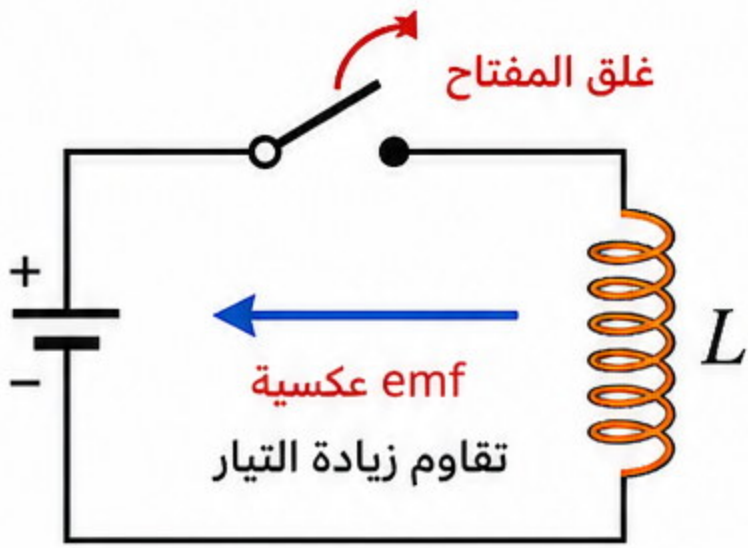 غلق المفتاح
+
−
L
emf عكسية
تقاوم زيادة التيار